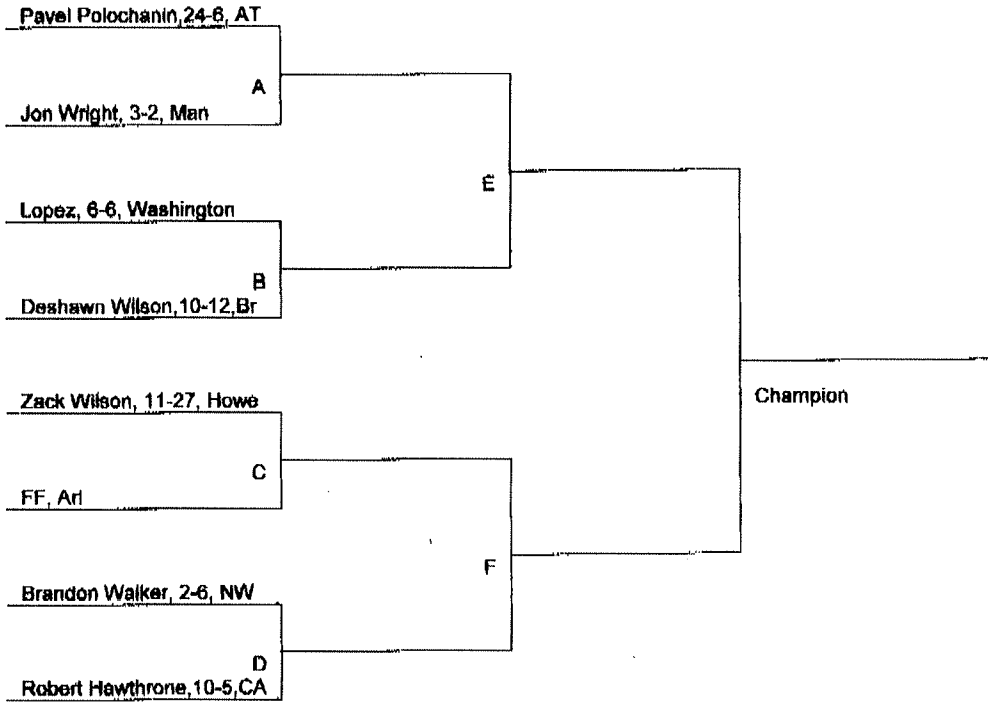 Pavel Polochanin,24-6, AT
A
Jon Wright, 3-2, Man
E
Lopez, 6-6, Washington
B
Deshawn Wilson,10-12,Br
Zack Wilson, 11-27, Howe
Champion
C
FF, Arl
F
Brandon Walker, 2-6, NW
D
Robert Hawthrone,10-5,CA